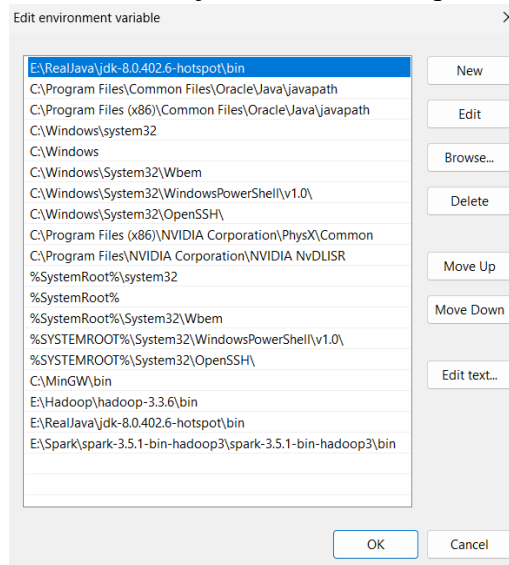 Edit environment variable
E:\RealJava\jdk-8.0.402.6-hotspot\bin
C:\Program Files\Common Files\Oracle\Java\javapath
C:\Program Files (x86)\Common Files\Oracle\Java\javapath
C:\Windows\system32
C:\Windows
C:\Windows\System32\Wbem
C:\Windows\System32\WindowsPowerShell\v1.0\
C:\Windows\System32\OpenSSH\
C:\Program Files (x86)\NVIDIA Corporation\PhysX\Common
C:\Program Files\NVIDIA Corporation\NVIDIA NvDLISR
%SystemRoot%\system32
%SystemRoot%
%SystemRoot%\System32\Wbem
%SYSTEMROOT%\System32\WindowsPowerShell\v1.0\
%SYSTEMROOT%\System32\OpenSSH\
C:\MinGW\bin
E:\Hadoop\hadoop-3.3.6\bin
E:\RealJava\jdk-8.0.402.6-hotspot\bin
E:\Spark\spark-3.5.1-bin-hadoop3\spark-3.5.1-bin-hadoop3\bin
New
Edit
Browse...
Delete
Move Up
Move Down
Edit text...
OK
Cancel